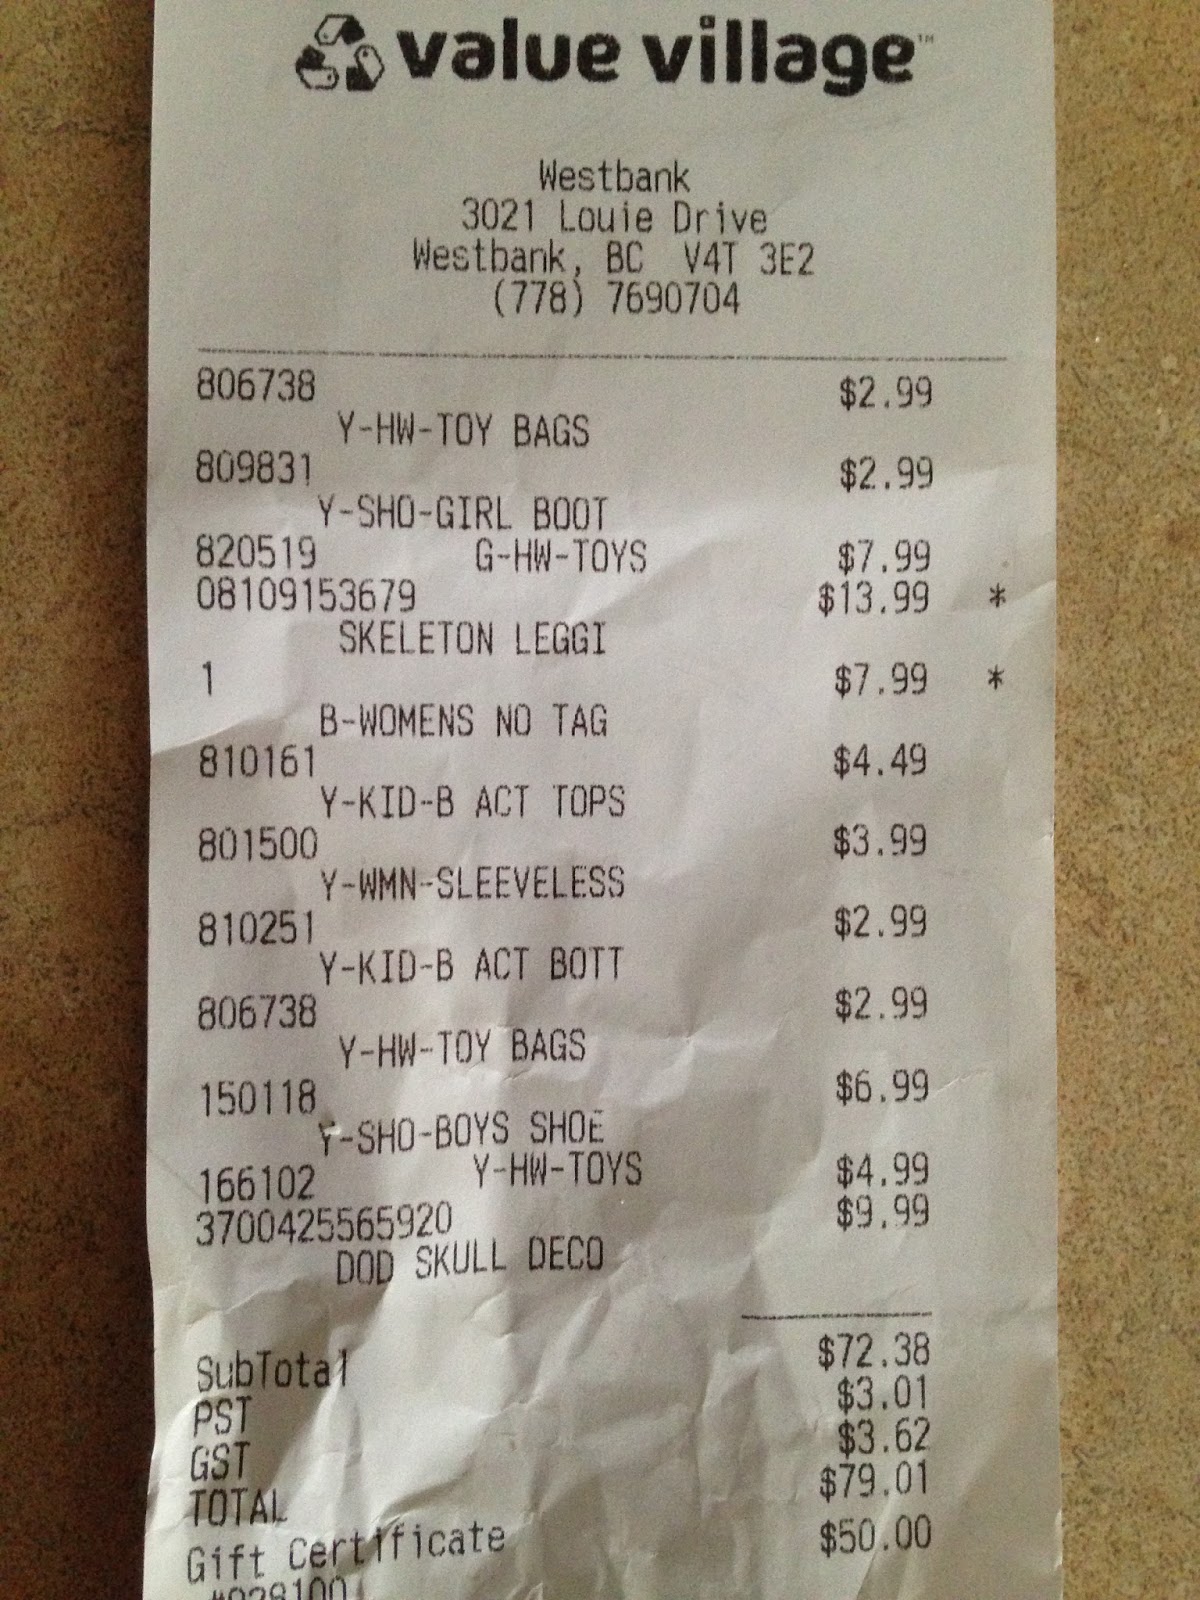 value village™
Westbank
3021 Louie Drive
Westbank, BC V4T 3E2
(778) 7690704
806738 $2.99
Y-HW-TOY BAGS
809831 $2.99
Y-SHO-GIRL BOOT
820519 G-HW-TOYS $7.99
08109153679 $13.99 *
SKELETON LEGGI
1 $7.99 *
B-WOMENS NO TAG
810161 $4.49
Y-KID-B ACT TOPS
801500 $3.99
Y-WMN-SLEEVELESS
810251 $2.99
Y-KID-B ACT BOTT
806738 $2.99
Y-HW-TOY BAGS
150118 $6.99
Y-SHO-BOYS SHOE
166102 Y-HW-TOYS $4.99
3700425565920 $9.99
DOD SKULL DECO
SubTotal $72.38
PST $3.01
GST $3.62
TOTAL $79.01
Gift Certificate $50.00